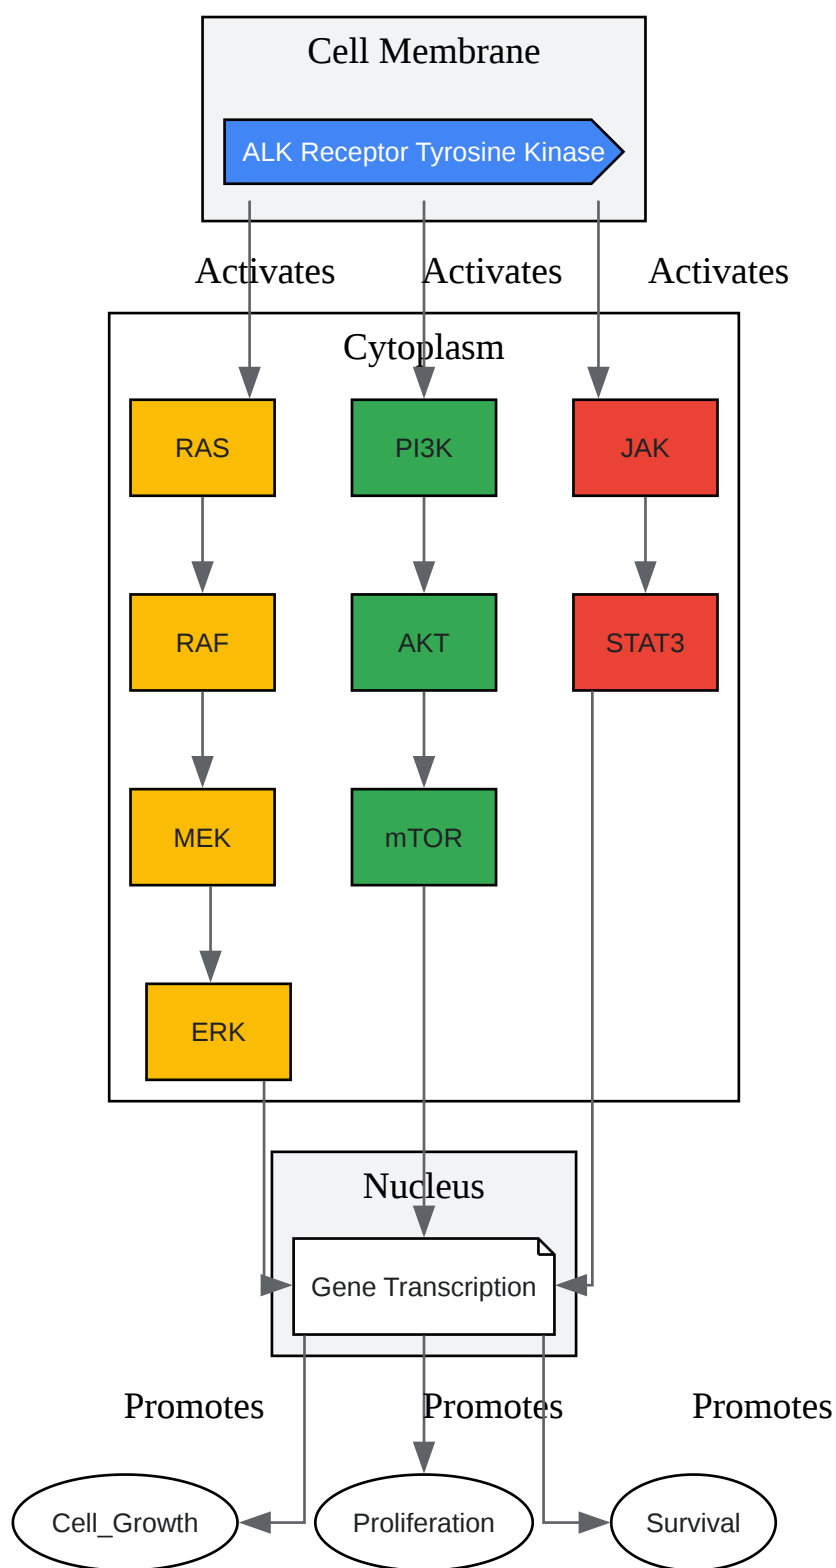 Cell Membrane
ALK Receptor Tyrosine Kinase
Activates
Activates
Activates
Cytoplasm
RAS
PI3K
JAK
RAF
AKT
STAT3
MEK
mTOR
ERK
Nucleus
Gene Transcription
Promotes
Promotes
Promotes
Cell_Growth
Proliferation
Survival